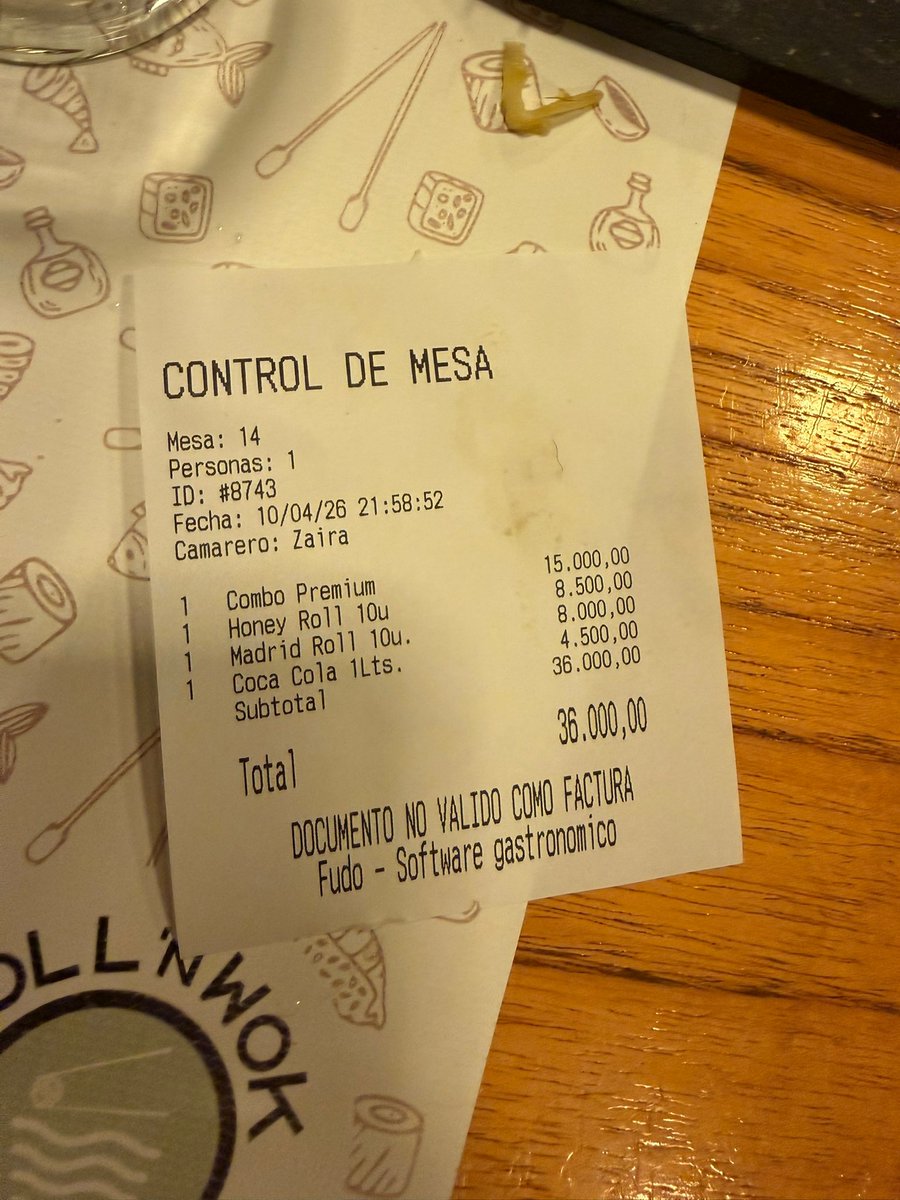 CONTROL DE MESA
Mesa: 14
Personas: 1
ID: #8743
Fecha: 10/04/26 21:58:52
Camarero: Zaira
1 Combo Premium 15.000,00
1 Honey Roll 10u 8.500,00
1 Madrid Roll 10u. 8.000,00
1 Coca Cola 1Lts. 4.500,00
Subtotal 36.000,00
Total 36.000,00
DOCUMENTO NO VALIDO COMO FACTURA
Fudo - Software gastronomico
OLL'NWOK